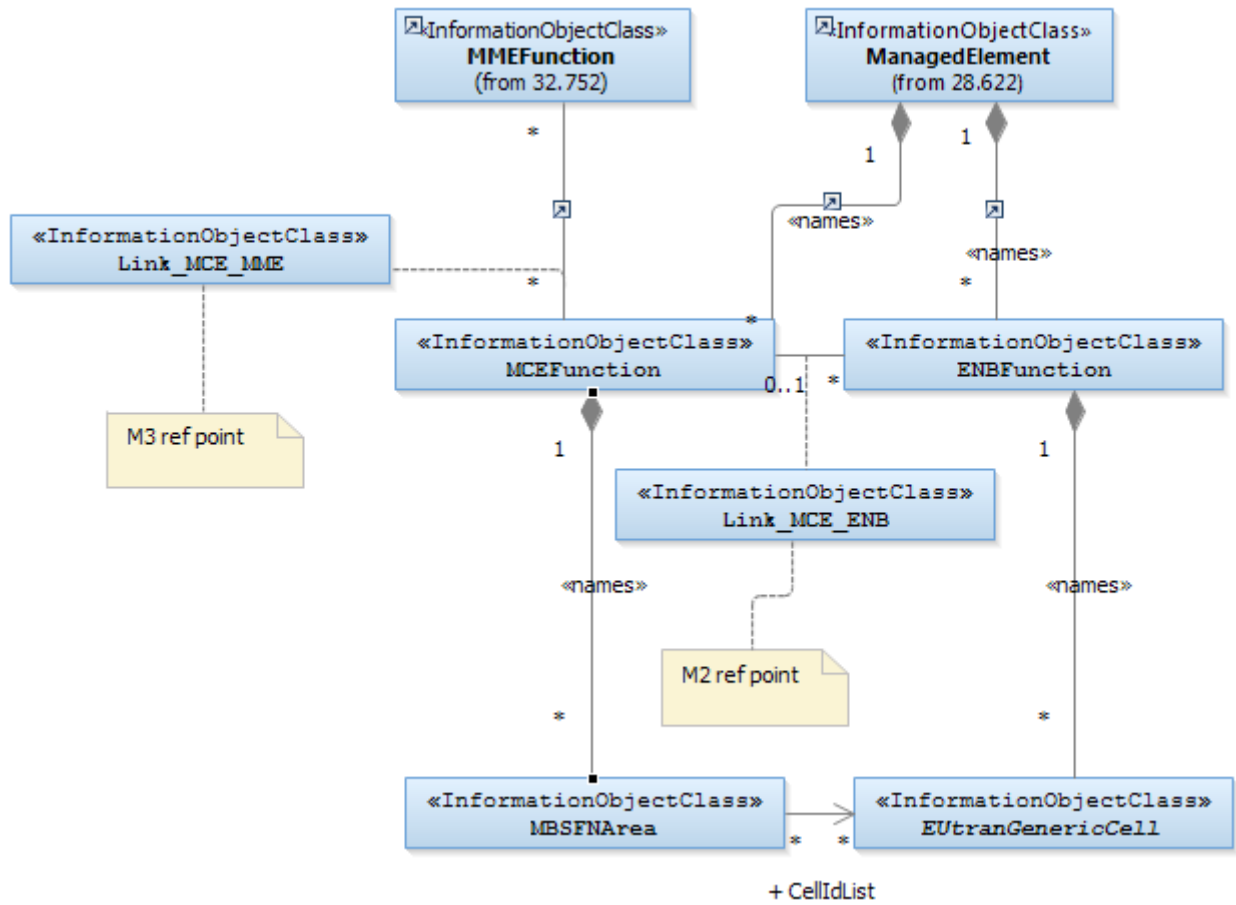 «InformationObjectClass»
MMEFunction
(from 32.752)
«InformationObjectClass»
ManagedElement
(from 28.622)
*
1
1
«names»
«names»
«InformationObjectClass»
Link_MCE_MME
*
*
*
«InformationObjectClass»
MCEFunction
0..1
*
«InformationObjectClass»
ENBFunction
M3 ref point
1
1
«InformationObjectClass»
Link_MCE_ENB
«names»
«names»
M2 ref point
*
*
«InformationObjectClass»
MBSFNArea
*
*
«InformationObjectClass»
EUtranGenericCell
+ CellIdList